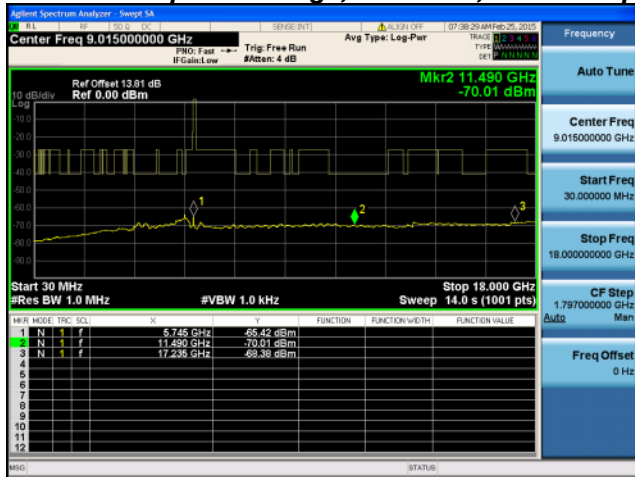 Agilent Spectrum Analyzer - Swept SA
RL RF 50 Ω DC SENSE:INT ALIGN OFF 07:38:29 AM Feb 25, 2015
Center Freq 9.015000000 GHz
PNO: Fast
IFGain:Low
Trig: Free Run
#Atten: 4 dB
Avg Type: Log-Pwr
TRACE 1 2 3 4 5 6
TYPE
DET P N N N N N
Ref Offset 13.81 dB
Ref 0.00 dBm
10 dB/div
Log
Mkr2 11.490 GHz
-70.01 dBm
-10.0
-20.0
-30.0
-40.0
-50.0
-60.0
-70.0
-80.0
-90.0
1
2
3
Start 30 MHz
Stop 18.000 GHz
#Res BW 1.0 MHz #VBW 1.0 kHz Sweep 14.0 s (1001 pts)
MKR MODE TRC SCL X Y FUNCTION FUNCTION WIDTH FUNCTION VALUE
1 N 1 f 5.745 GHz -65.42 dBm
2 N 1 f 11.490 GHz -70.01 dBm
3 N 1 f 17.235 GHz -68.38 dBm
4
5
6
7
8
9
10
11
12
MSG STATUS
Frequency
Auto Tune
Center Freq
9.015000000 GHz
Start Freq
30.000000 MHz
Stop Freq
18.000000000 GHz
CF Step
1.797000000 GHz
Auto Man
Freq Offset
0 Hz